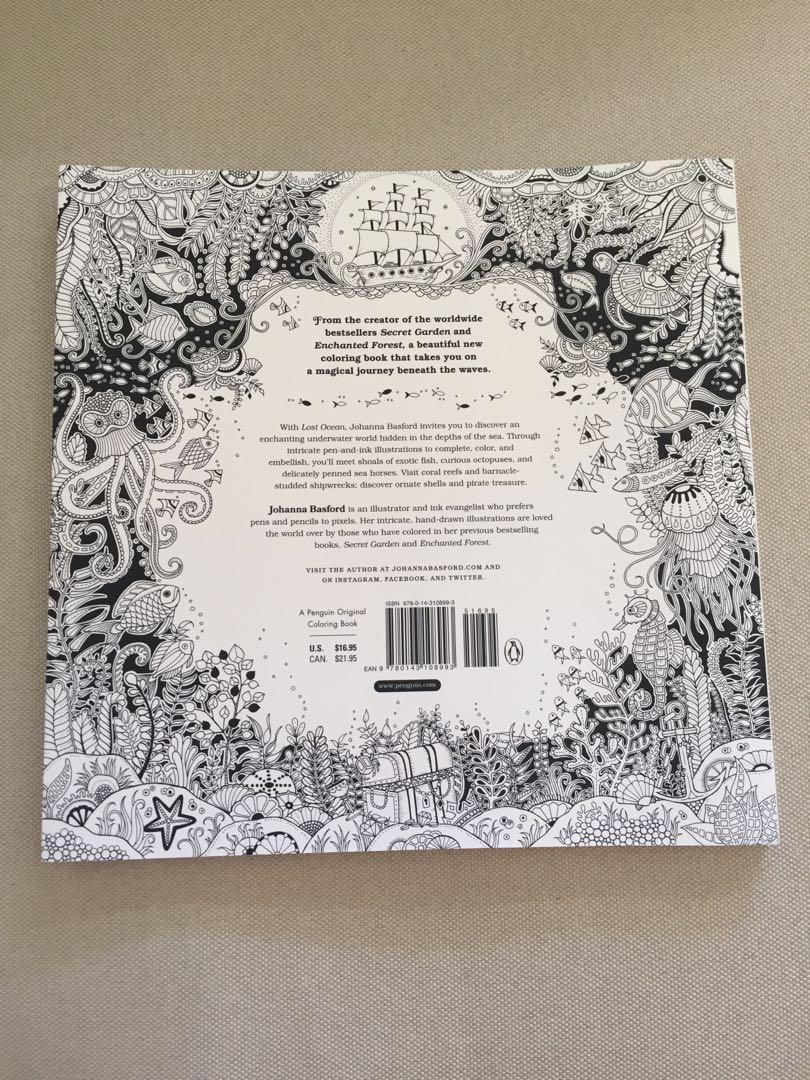 From the creator of the worldwide
bestsellers Secret Garden and
Enchanted Forest, a beautiful new
coloring book that takes you on
a magical journey beneath the waves.
With Lost Ocean, Johanna Basford invites you to discover an
enchanting underwater world hidden in the depths of the sea. Through
intricate pen-and-ink illustrations to complete, color, and
embellish, you'll meet shoals of exotic fish, curious octopuses, and
delicately penned sea horses. Visit coral reefs and barnacle-
studded shipwrecks; discover ornate shells and pirate treasure.
Johanna Basford is an illustrator and ink evangelist who prefers
pens and pencils to pixels. Her intricate, hand-drawn illustrations are loved
the world over by those who have colored in her previous bestselling
books, Secret Garden and Enchanted Forest.
VISIT THE AUTHOR AT JOHANNABASFORD.COM AND
ON INSTAGRAM, FACEBOOK, AND TWITTER.
A Penguin Original
Coloring Book
U.S. $16.95
CAN. $21.95
ISBN 978-0-14-310899-3
51695
EAN 9 780143 108993
www.penguin.com